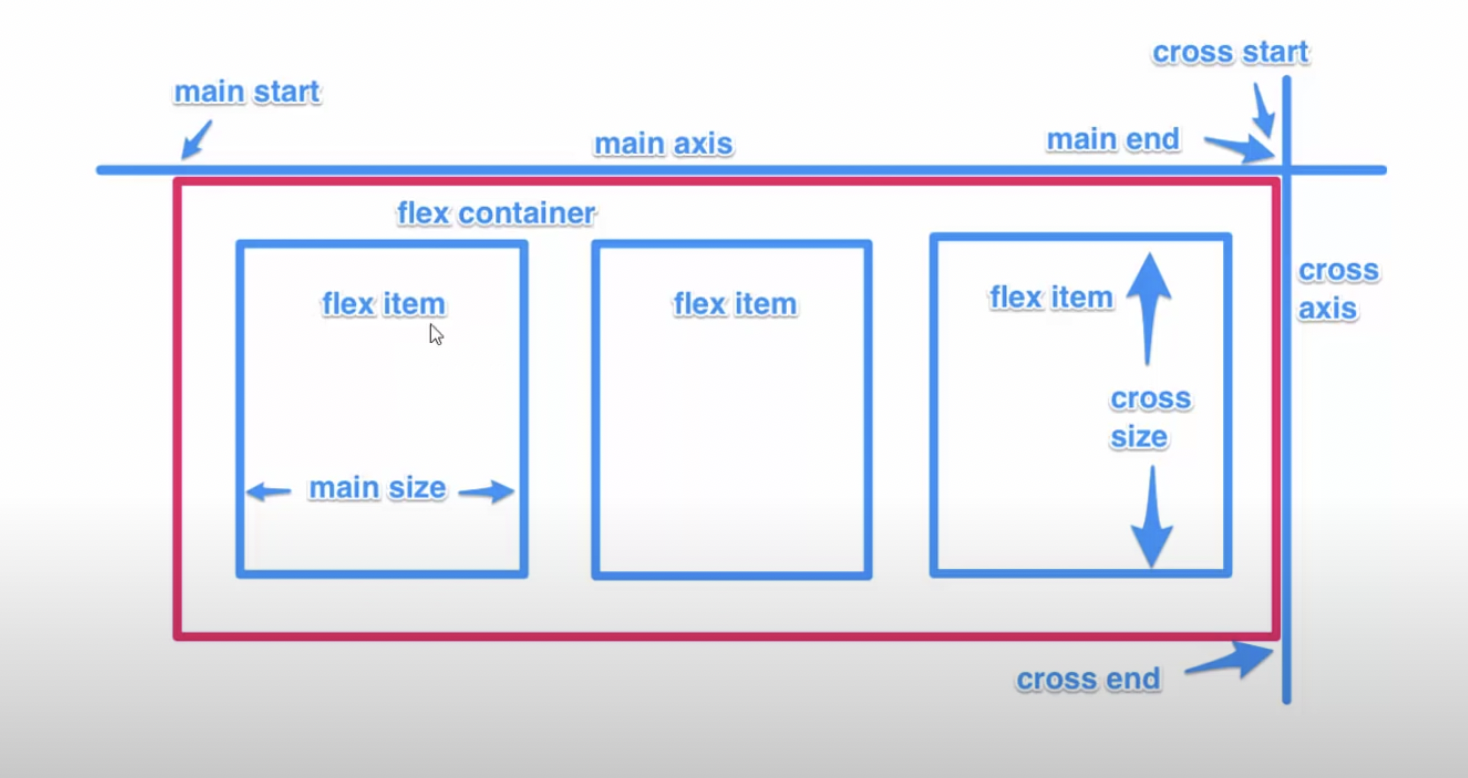 cross start
main start
main axis
main end
flex container
cross
axis
flex item
flex item
flex item
cross
size
main size
cross end